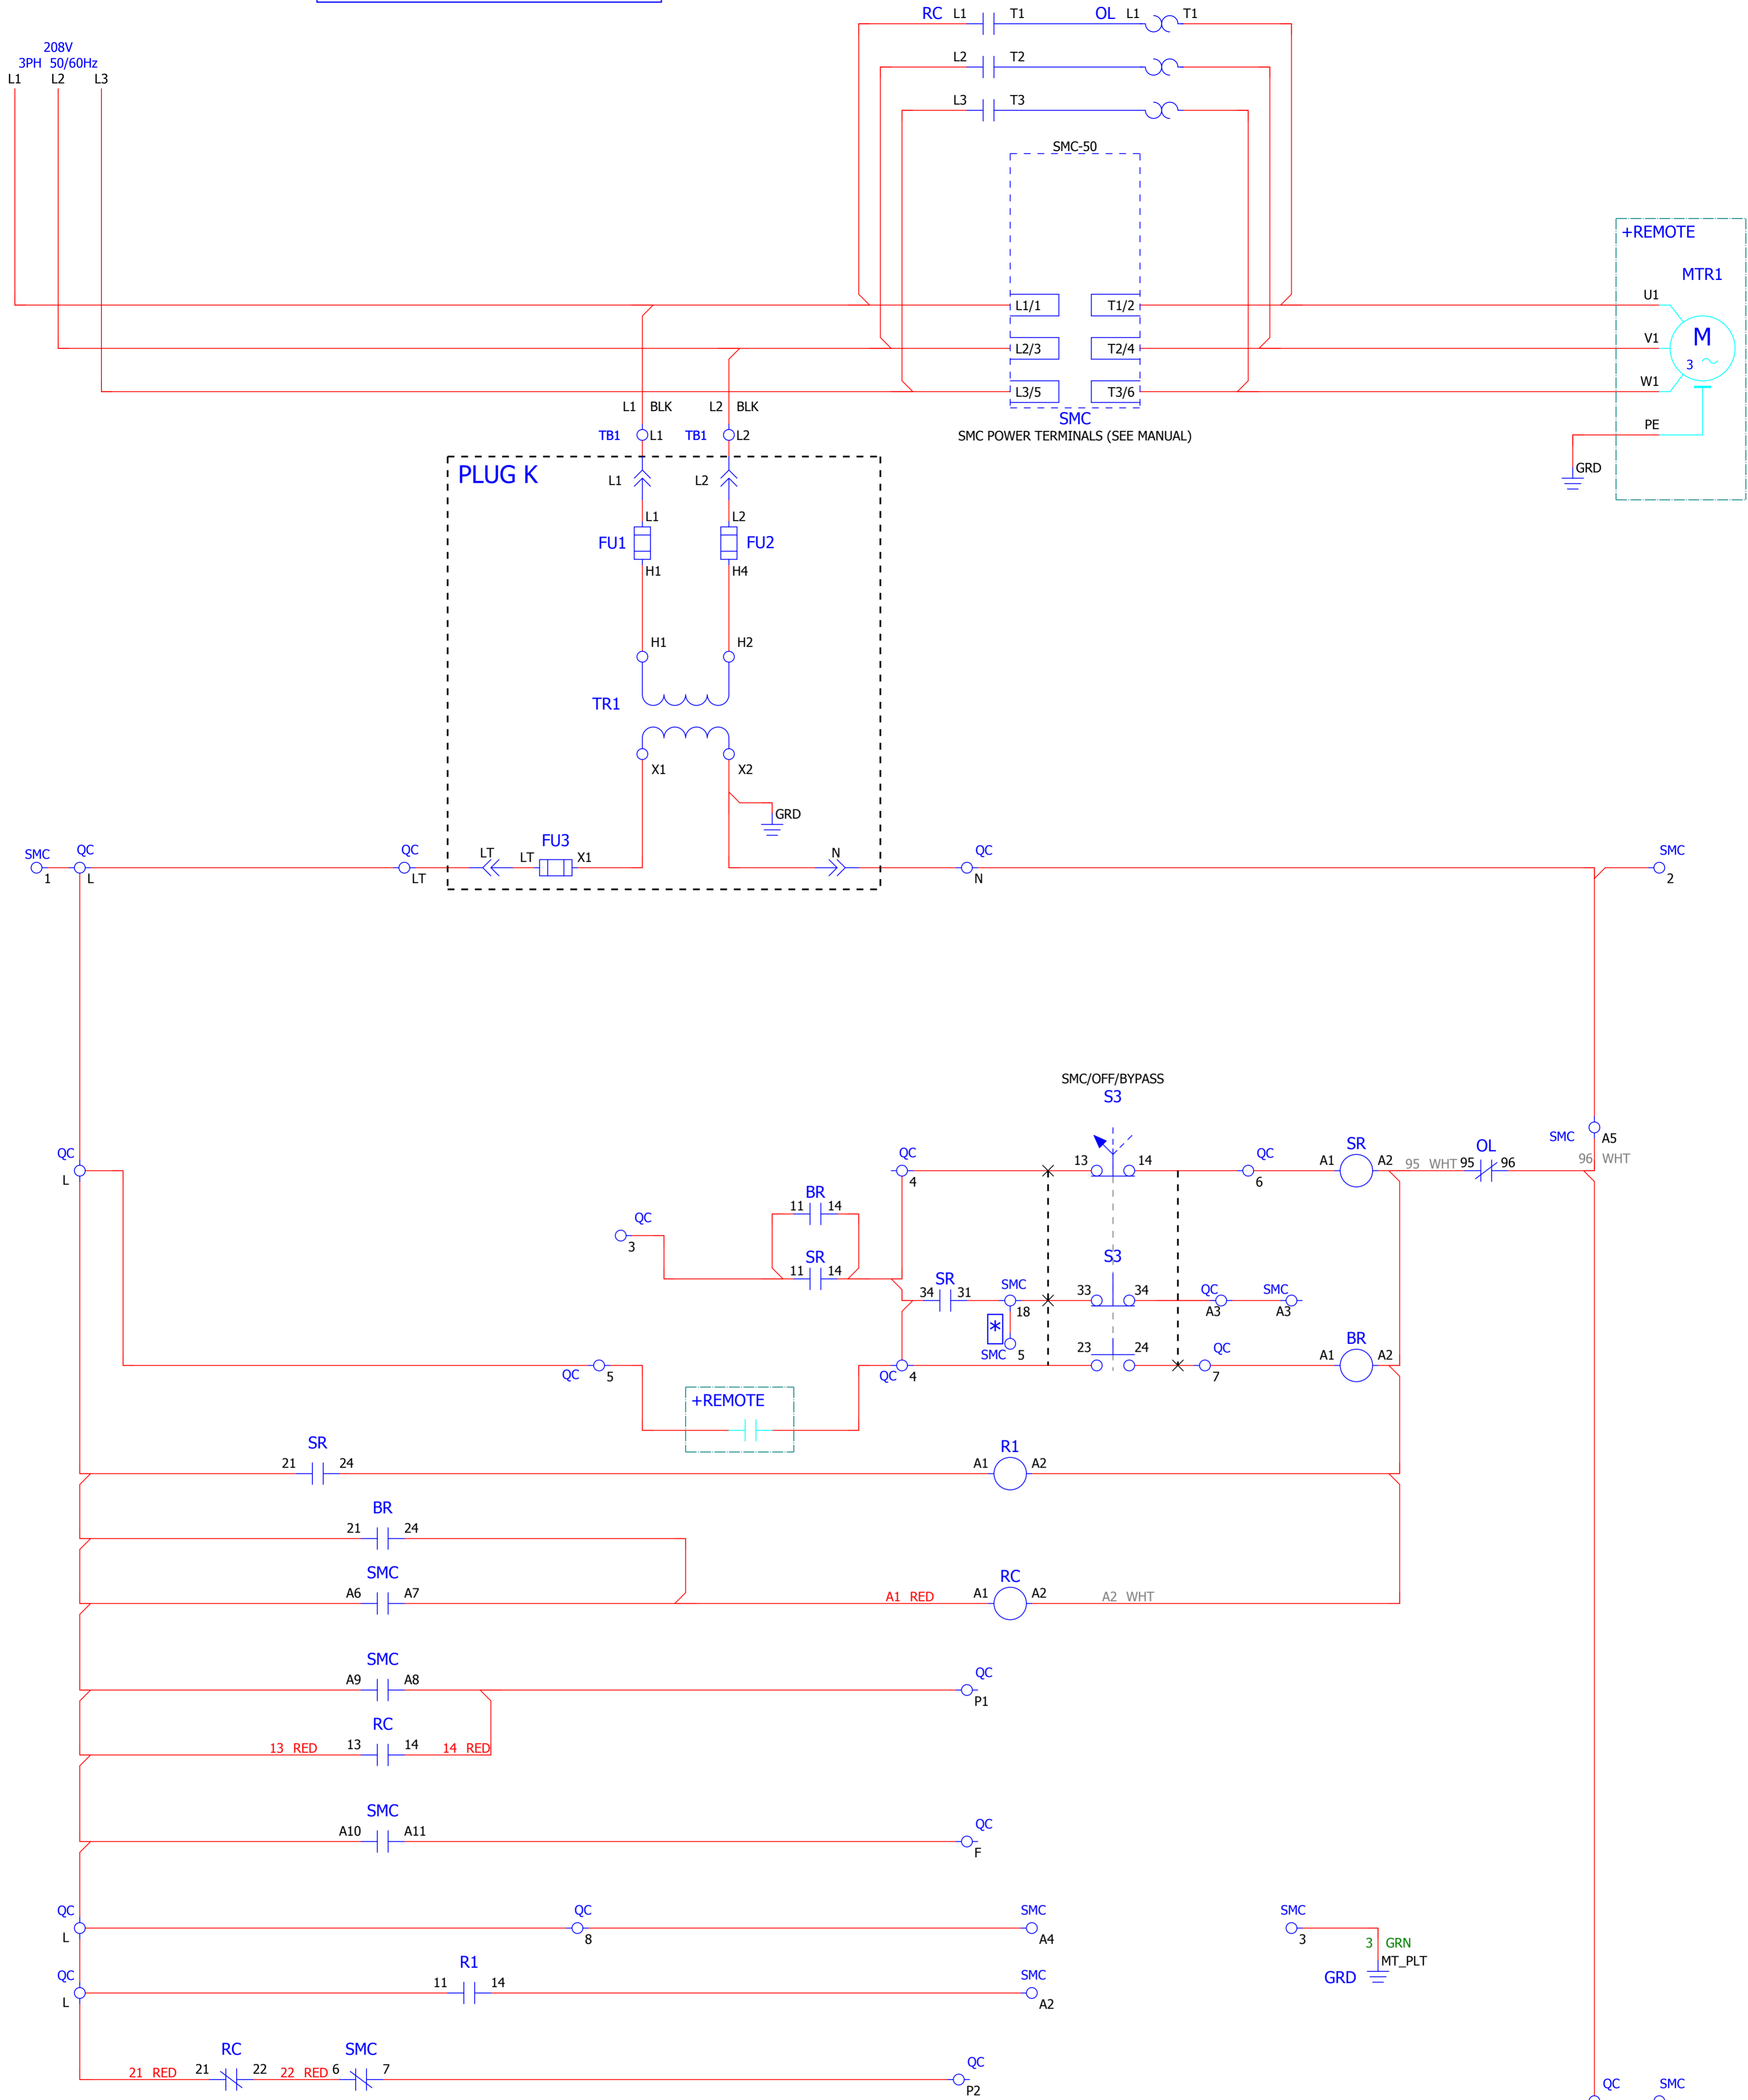 RC L1 T1 OL L1 T1
208V
3PH 50/60Hz
L1 L2 L3
L2 T2
L3 T3
SMC-50
+REMOTE
MTR1
L1/1 T1/2 U1
L2/3 T2/4 V1
M
3
L3/5 T3/6 W1
L1 BLK L2 BLK
SMC
SMC POWER TERMINALS (SEE MANUAL)
PE
TB1 L1 TB1 L2
PLUG K
L1 L2
GRD
L1 L2
FU1 FU2
H1 H4
H1 H2
TR1
X1 X2
GRD
SMC QC QC FU3 QC SMC
LT LT X1 N
1 L LT N 2
SMC/OFF/BYPASS
S3
SMC A5
QC QC 13 14 QC SR OL
A1 A2 95 WHT 95 96 96 WHT
L 4 6
BR
11 14
QC
3
SR
11 14
S3
SR SMC
34 31 33 34 QC SMC
18 A3 A3
*
SMC 5 23 24 QC BR
A1 A2
QC 5 QC 4 7
+REMOTE
SR R1
21 24 A1 A2
BR
21 24
SMC RC
A6 A7 A1 RED A1 A2 A2 WHT
SMC QC
A9 A8 P1
RC
13 RED 13 14 14 RED
SMC QC
A10 A11 F
QC QC SMC SMC
L 8 A4 3
3 GRN
MT_PLT
GRD
QC R1 SMC
L 11 14 A2
RC SMC QC
21 RED 21 22 22 RED 6 7 P2
QC SMC